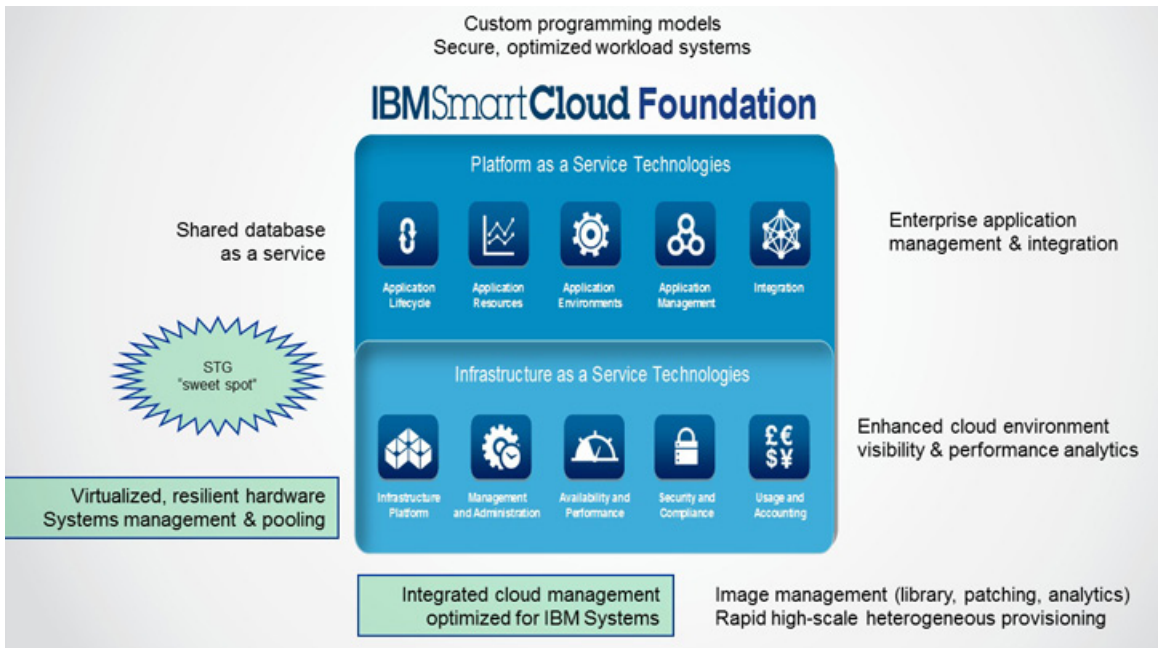 Custom programming models
Secure, optimized workload systems
IBMSmartCloud Foundation
Platform as a Service Technologies
Shared database
as a service
Application
Lifecycle
Application
Resources
Application
Environments
Application
Management
Integration
Enterprise application
management & integration
STG
"sweet spot"
Infrastructure as a Service Technologies
£€
$¥
Infrastructure
Platform
Management
and Administration
Availability and
Performance
Security and
Compliance
Usage and
Accounting
Enhanced cloud environment
visibility & performance analytics
Virtualized, resilient hardware
Systems management & pooling
Integrated cloud management
optimized for IBM Systems
Image management (library, patching, analytics)
Rapid high-scale heterogeneous provisioning